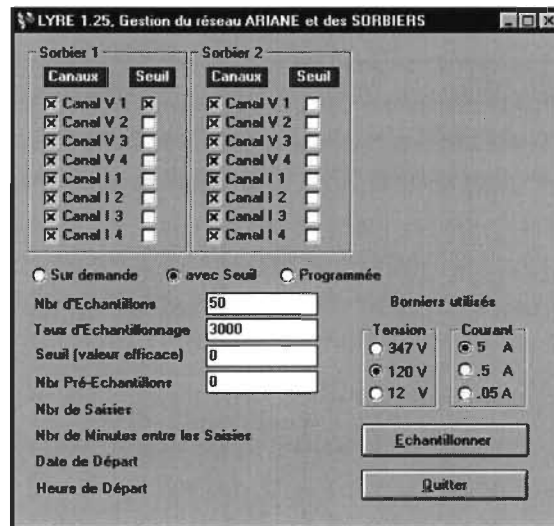 LYRE 1.25, Gestion du réseau ARIANE et des SORBIERS
Sorbier 1
Canaux Seuil
Canal V 1
Canal V 2
Canal V 3
Canal V 4
Canal I 1
Canal I 2
Canal I 3
Canal I 4
Sorbier 2
Canaux Seuil
Canal V 1
Canal V 2
Canal V 3
Canal V 4
Canal I 1
Canal I 2
Canal I 3
Canal I 4
Sur demande avec Seuil Programmée
Nbr d'Echantillons 50
Taux d'Echantillonnage 3000
Seuil (valeur efficace) 0
Nbr Pré-Echantillons 0
Nbr de Saisies
Nbr de Minutes entre les Saisies
Date de Départ
Heure de Départ
Borniers utilisés
Tension
347 V
120 V
12 V
Courant
5 A
.5 A
.05 A
Echantillonner
Quitter